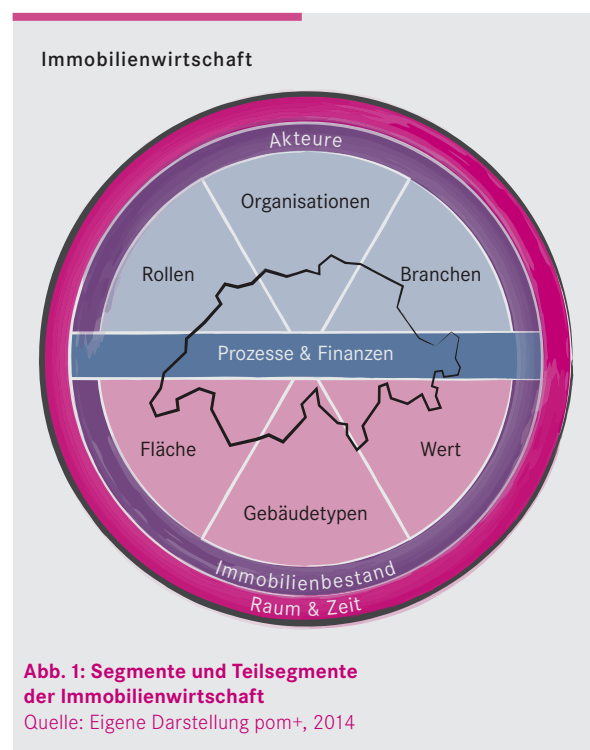 Immobilienwirtschaft
Akteure
Organisationen
Rollen
Branchen
Prozesse & Finanzen
Fläche
Wert
Gebäudetypen
Immobilienbestand
Raum & Zeit
Abb. 1: Segmente und Teilsegmente
der Immobilienwirtschaft
Quelle: Eigene Darstellung pom+, 2014